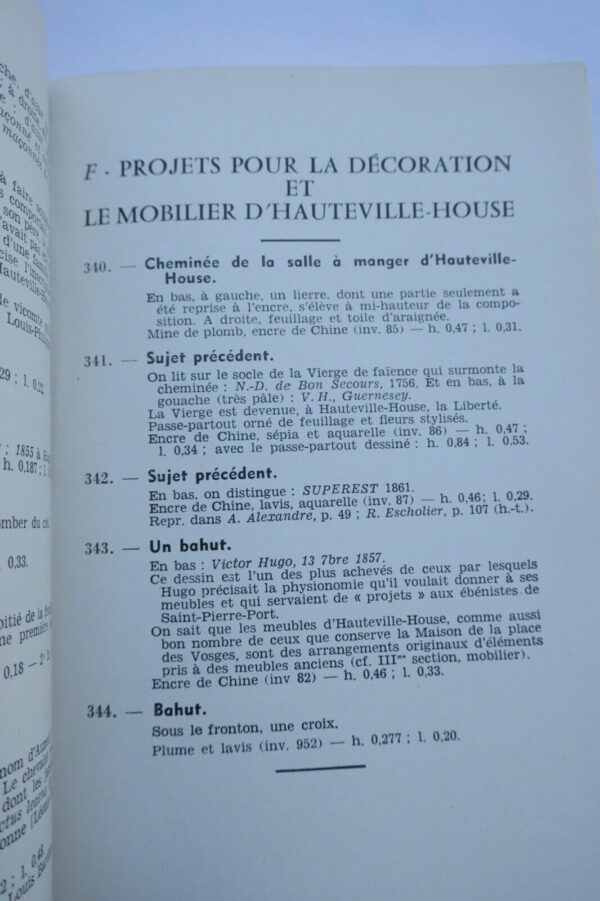 F - PROJETS POUR LA DÉCORATION
ET
LE MOBILIER D'HAUTEVILLE-HOUSE
340. — Cheminée de la salle à manger d'Hauteville-
House.
En bas, à gauche, un lierre, dont une partie seulement a
été reprise à l'encre, s'élève à mi-hauteur de la compo-
sition. A droite, feuillage et toile d'araignée.
Mine de plomb, encre de Chine (inv. 85) — h. 0,47 ; l. 0,31.
341. — Sujet précédent.
On lit sur le socle de la Vierge de faïence qui surmonte la
cheminée : N.-D. de Bon Secours, 1756. Et en bas, à la
gouache (très pâle) : V. H., Guernesey.
La Vierge est devenue, à Hauteville-House, la Liberté.
Passe-partout orné de feuillage et fleurs stylisés.
Encre de Chine, sépia et aquarelle (inv. 86) — h. 0,47 ;
l. 0,34 ; avec le passe-partout dessiné : h. 0,84 ; l. 0,53.
342. — Sujet précédent.
En bas, on distingue : SUPEREST 1861.
Encre de Chine, lavis, aquarelle (inv. 87) — h. 0,46; l. 0,29.
Repr. dans A. Alexandre, p. 49 ; R. Escholier, p. 107 (h.-t.).
343. — Un bahut.
En bas : Victor Hugo, 13 7bre 1857.
Ce dessin est l'un des plus achevés de ceux par lesquels
Hugo précisait la physionomie qu'il voulait donner à ses
meubles et qui servaient de « projets » aux ébénistes de
Saint-Pierre-Port.
On sait que les meubles d'Hauteville-House, comme aussi
bon nombre de ceux que conserve la Maison de la place
des Vosges, sont des arrangements originaux d'éléments
pris à des meubles anciens (cf. IIIme section, mobilier).
Encre de Chine (inv 82) — h. 0,46 ; l. 0,33.
344. — Bahut.
Sous le fronton, une croix.
Plume et lavis (inv. 952) — h. 0,277 ; l. 0,20.